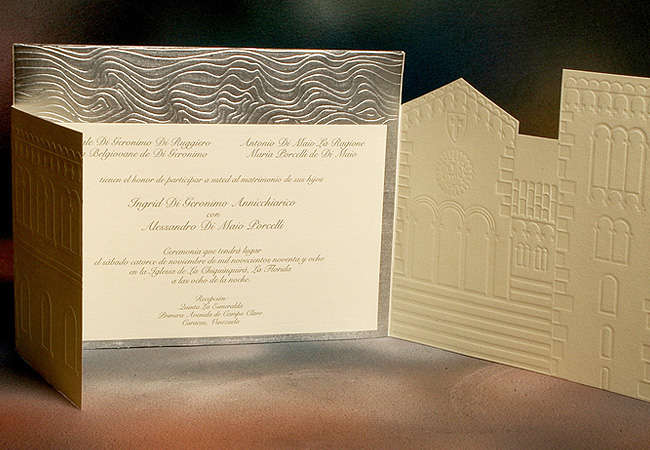 Di Geronimo Di Ruggiero
Belgiovane de Di Geronimo
Antonio Di Maio La Ragione
Maria Porcelli de Di Maio
tienen el honor de participar a usted al matrimonio de sus hijos
Ingrid Di Geronimo Annicchiarico
con
Alessandro Di Maio Porcelli
Ceremonia que tendrá lugar
el sábado catorce de noviembre de mil novecientos noventa y ocho
en la Iglesia de La Chiquinquirá, La Florida
a las ocho de la noche.
Recepción:
Quinta La Esmeralda
Primera Avenida de Campo Claro
Caracas, Venezuela